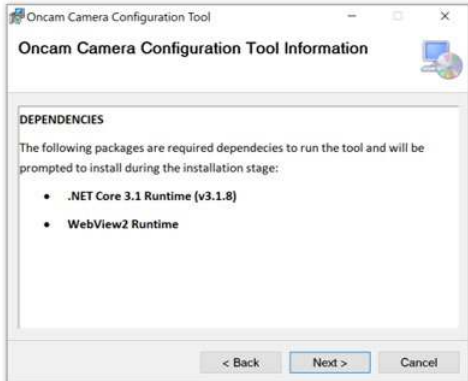 Oncam Camera Configuration Tool
Oncam Camera Configuration Tool Information
DEPENDENCIES
The following packages are required dependecies to run the tool and will be
prompted to install during the installation stage:
• .NET Core 3.1 Runtime (v3.1.8)
• WebView2 Runtime
< Back
Next >
Cancel